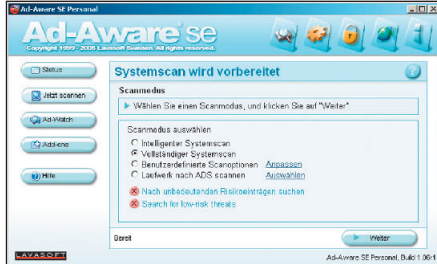 Ad-Aware SE Personal
Ad-Aware se
Copyright 1999 - 2005 Lavasoft Sweden. All rights reserved.
Status
Jetzt scannen
Ad-Watch
Add-ons
Hilfe
Systemscan wird vorbereitet
Scanmodus
Wählen Sie einen Scanmodus, und klicken Sie auf "Weiter"
Scanmodus auswählen
Intelligenter Systemscan
Vollständiger Systemscan
Benutzerdefinierte Scanoptionen Anpassen
Laufwerk nach ADS scannen Auswählen
Nach unbedeutenden Risikoeinträgen suchen
Search for low-risk threats
Bereit
Weiter
LAVASOFT
Ad-Aware SE Personal, Build 1.06r1